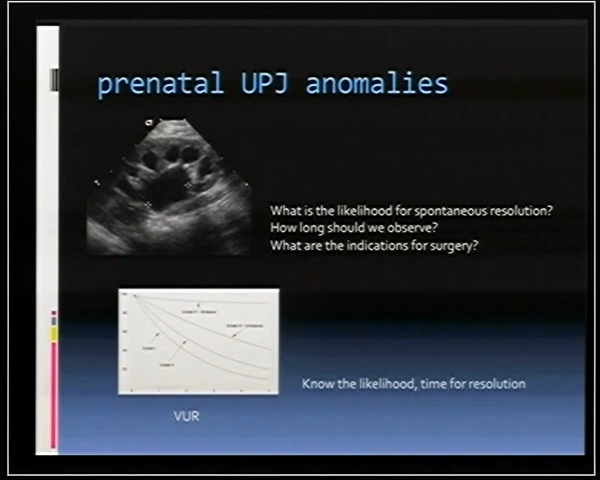 prenatal UPJ anomalies
What is the likelihood for spontaneous resolution?
How long should we observe?
What are the indications for surgery?
Know the likelihood, time for resolution
VUR